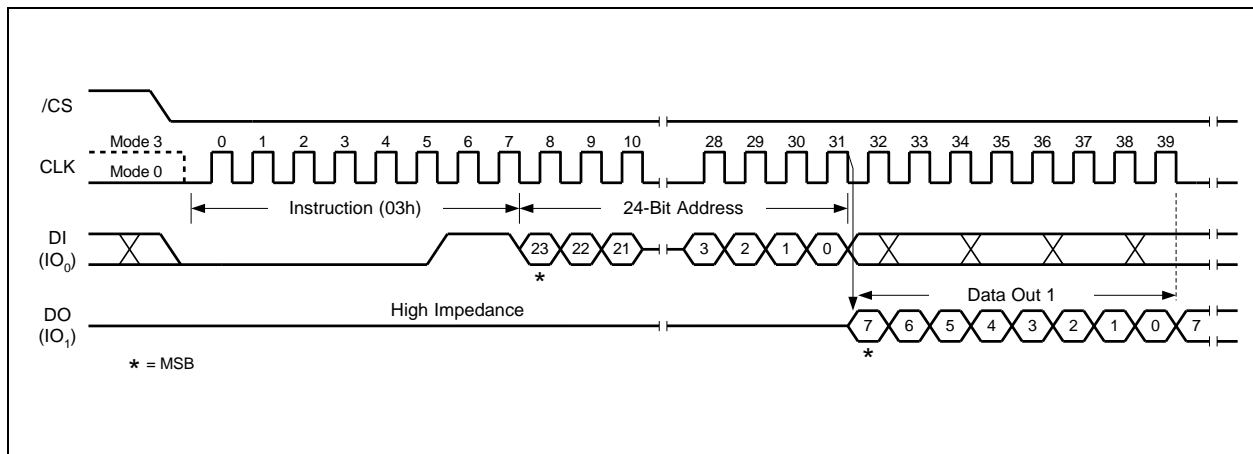 /CS
Mode 3 0 1 2 3 4 5 6 7 8 9 10 28 29 30 31 32 33 34 35 36 37 38 39
CLK Mode 0
Instruction (03h) 24-Bit Address
DI
(IO0) 23 22 21 3 2 1 0
*
High Impedance Data Out 1
DO
(IO1) 7 6 5 4 3 2 1 0 7
*
* = MSB